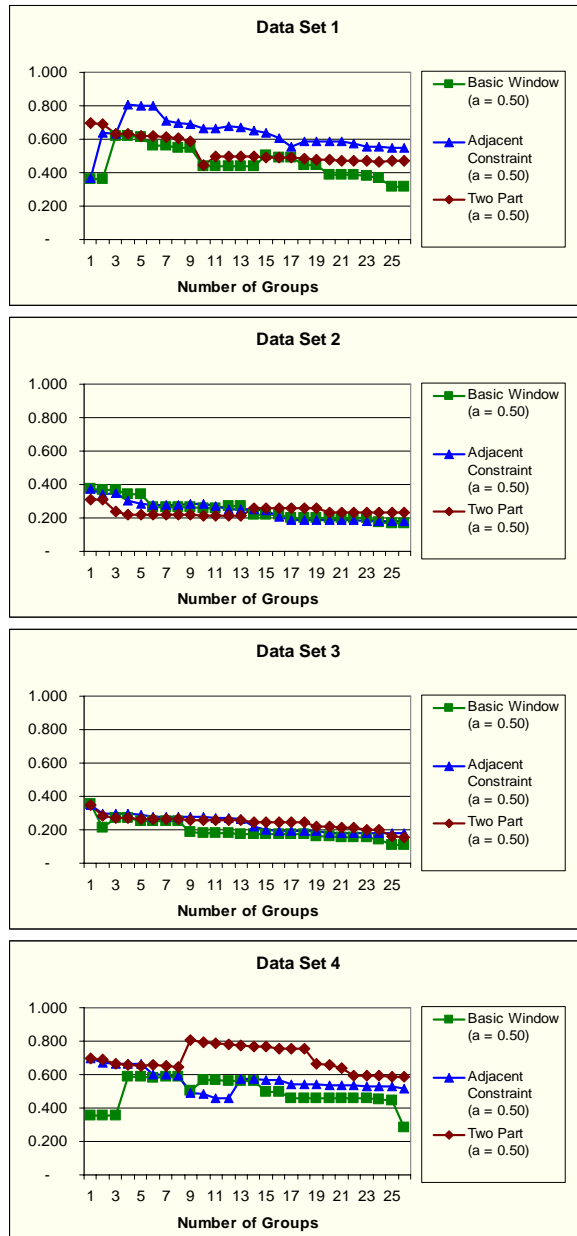 Data Set 1
1.000
0.800
0.600
0.400
0.200
-
1 3 5 7 9 11 13 15 17 19 21 23 25
Number of Groups
Basic Window
(a = 0.50)
Adjacent
Constraint
(a = 0.50)
Two Part
(a = 0.50)
Data Set 2
1.000
0.800
0.600
0.400
0.200
-
1 3 5 7 9 11 13 15 17 19 21 23 25
Number of Groups
Basic Window
(a = 0.50)
Adjacent
Constraint
(a = 0.50)
Two Part
(a = 0.50)
Data Set 3
1.000
0.800
0.600
0.400
0.200
-
1 3 5 7 9 11 13 15 17 19 21 23 25
Number of Groups
Basic Window
(a = 0.50)
Adjacent
Constraint
(a = 0.50)
Two Part
(a = 0.50)
Data Set 4
1.000
0.800
0.600
0.400
0.200
-
1 3 5 7 9 11 13 15 17 19 21 23 25
Number of Groups
Basic Window
(a = 0.50)
Adjacent
Constraint
(a = 0.50)
Two Part
(a = 0.50)